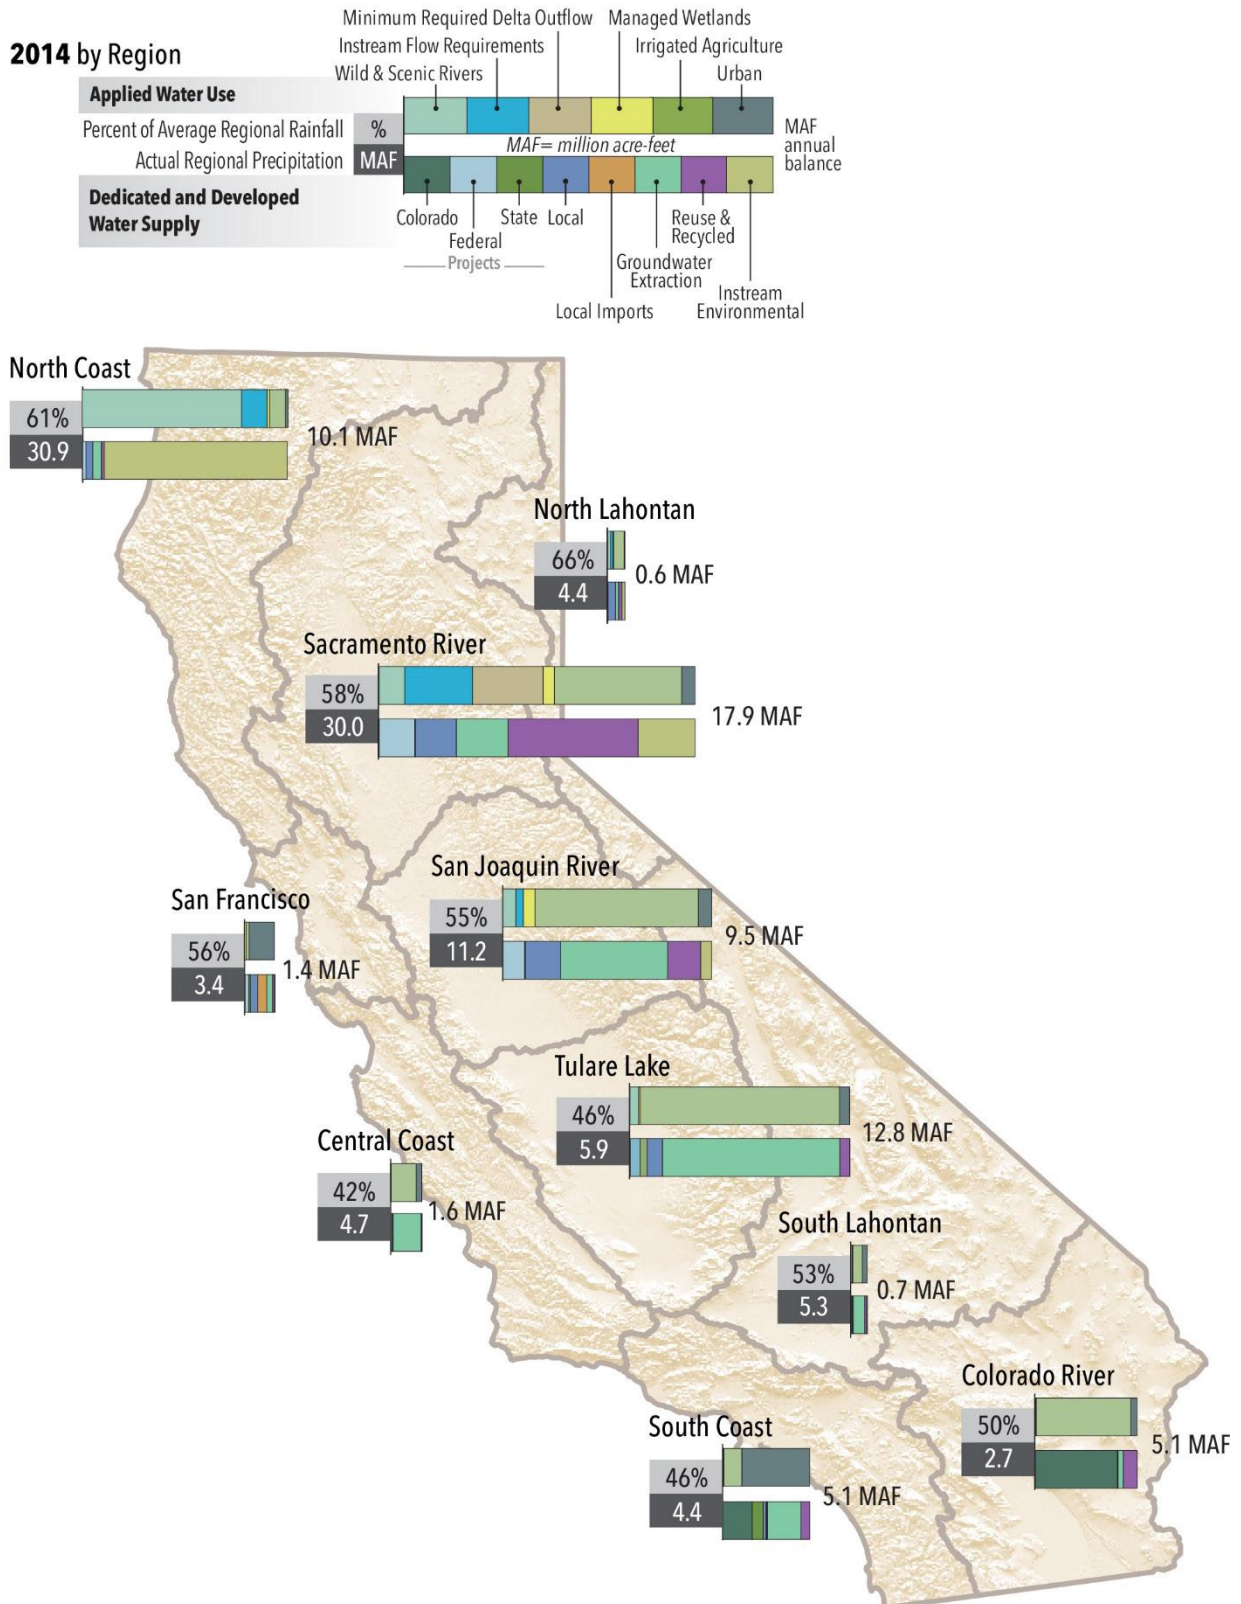 2014 by Region
Minimum Required Delta Outflow
Managed Wetlands
Instream Flow Requirements
Irrigated Agriculture
Wild & Scenic Rivers
Urban
Applied Water Use
Percent of Average Regional Rainfall
%
MAF= million acre-feet
MAF
annual
balance
Actual Regional Precipitation
MAF
Dedicated and Developed
Water Supply
Colorado
Federal
State
Projects
Local
Local Imports
Groundwater
Extraction
Reuse &
Recycled
Instream
Environmental
North Coast
61%
30.9
10.1 MAF
North Lahontan
66%
4.4
0.6 MAF
Sacramento River
58%
30.0
17.9 MAF
San Joaquin River
55%
11.2
9.5 MAF
San Francisco
56%
3.4
1.4 MAF
Tulare Lake
46%
5.9
12.8 MAF
Central Coast
42%
4.7
1.6 MAF
South Lahontan
53%
5.3
0.7 MAF
Colorado River
50%
2.7
5.1 MAF
South Coast
46%
4.4
5.1 MAF